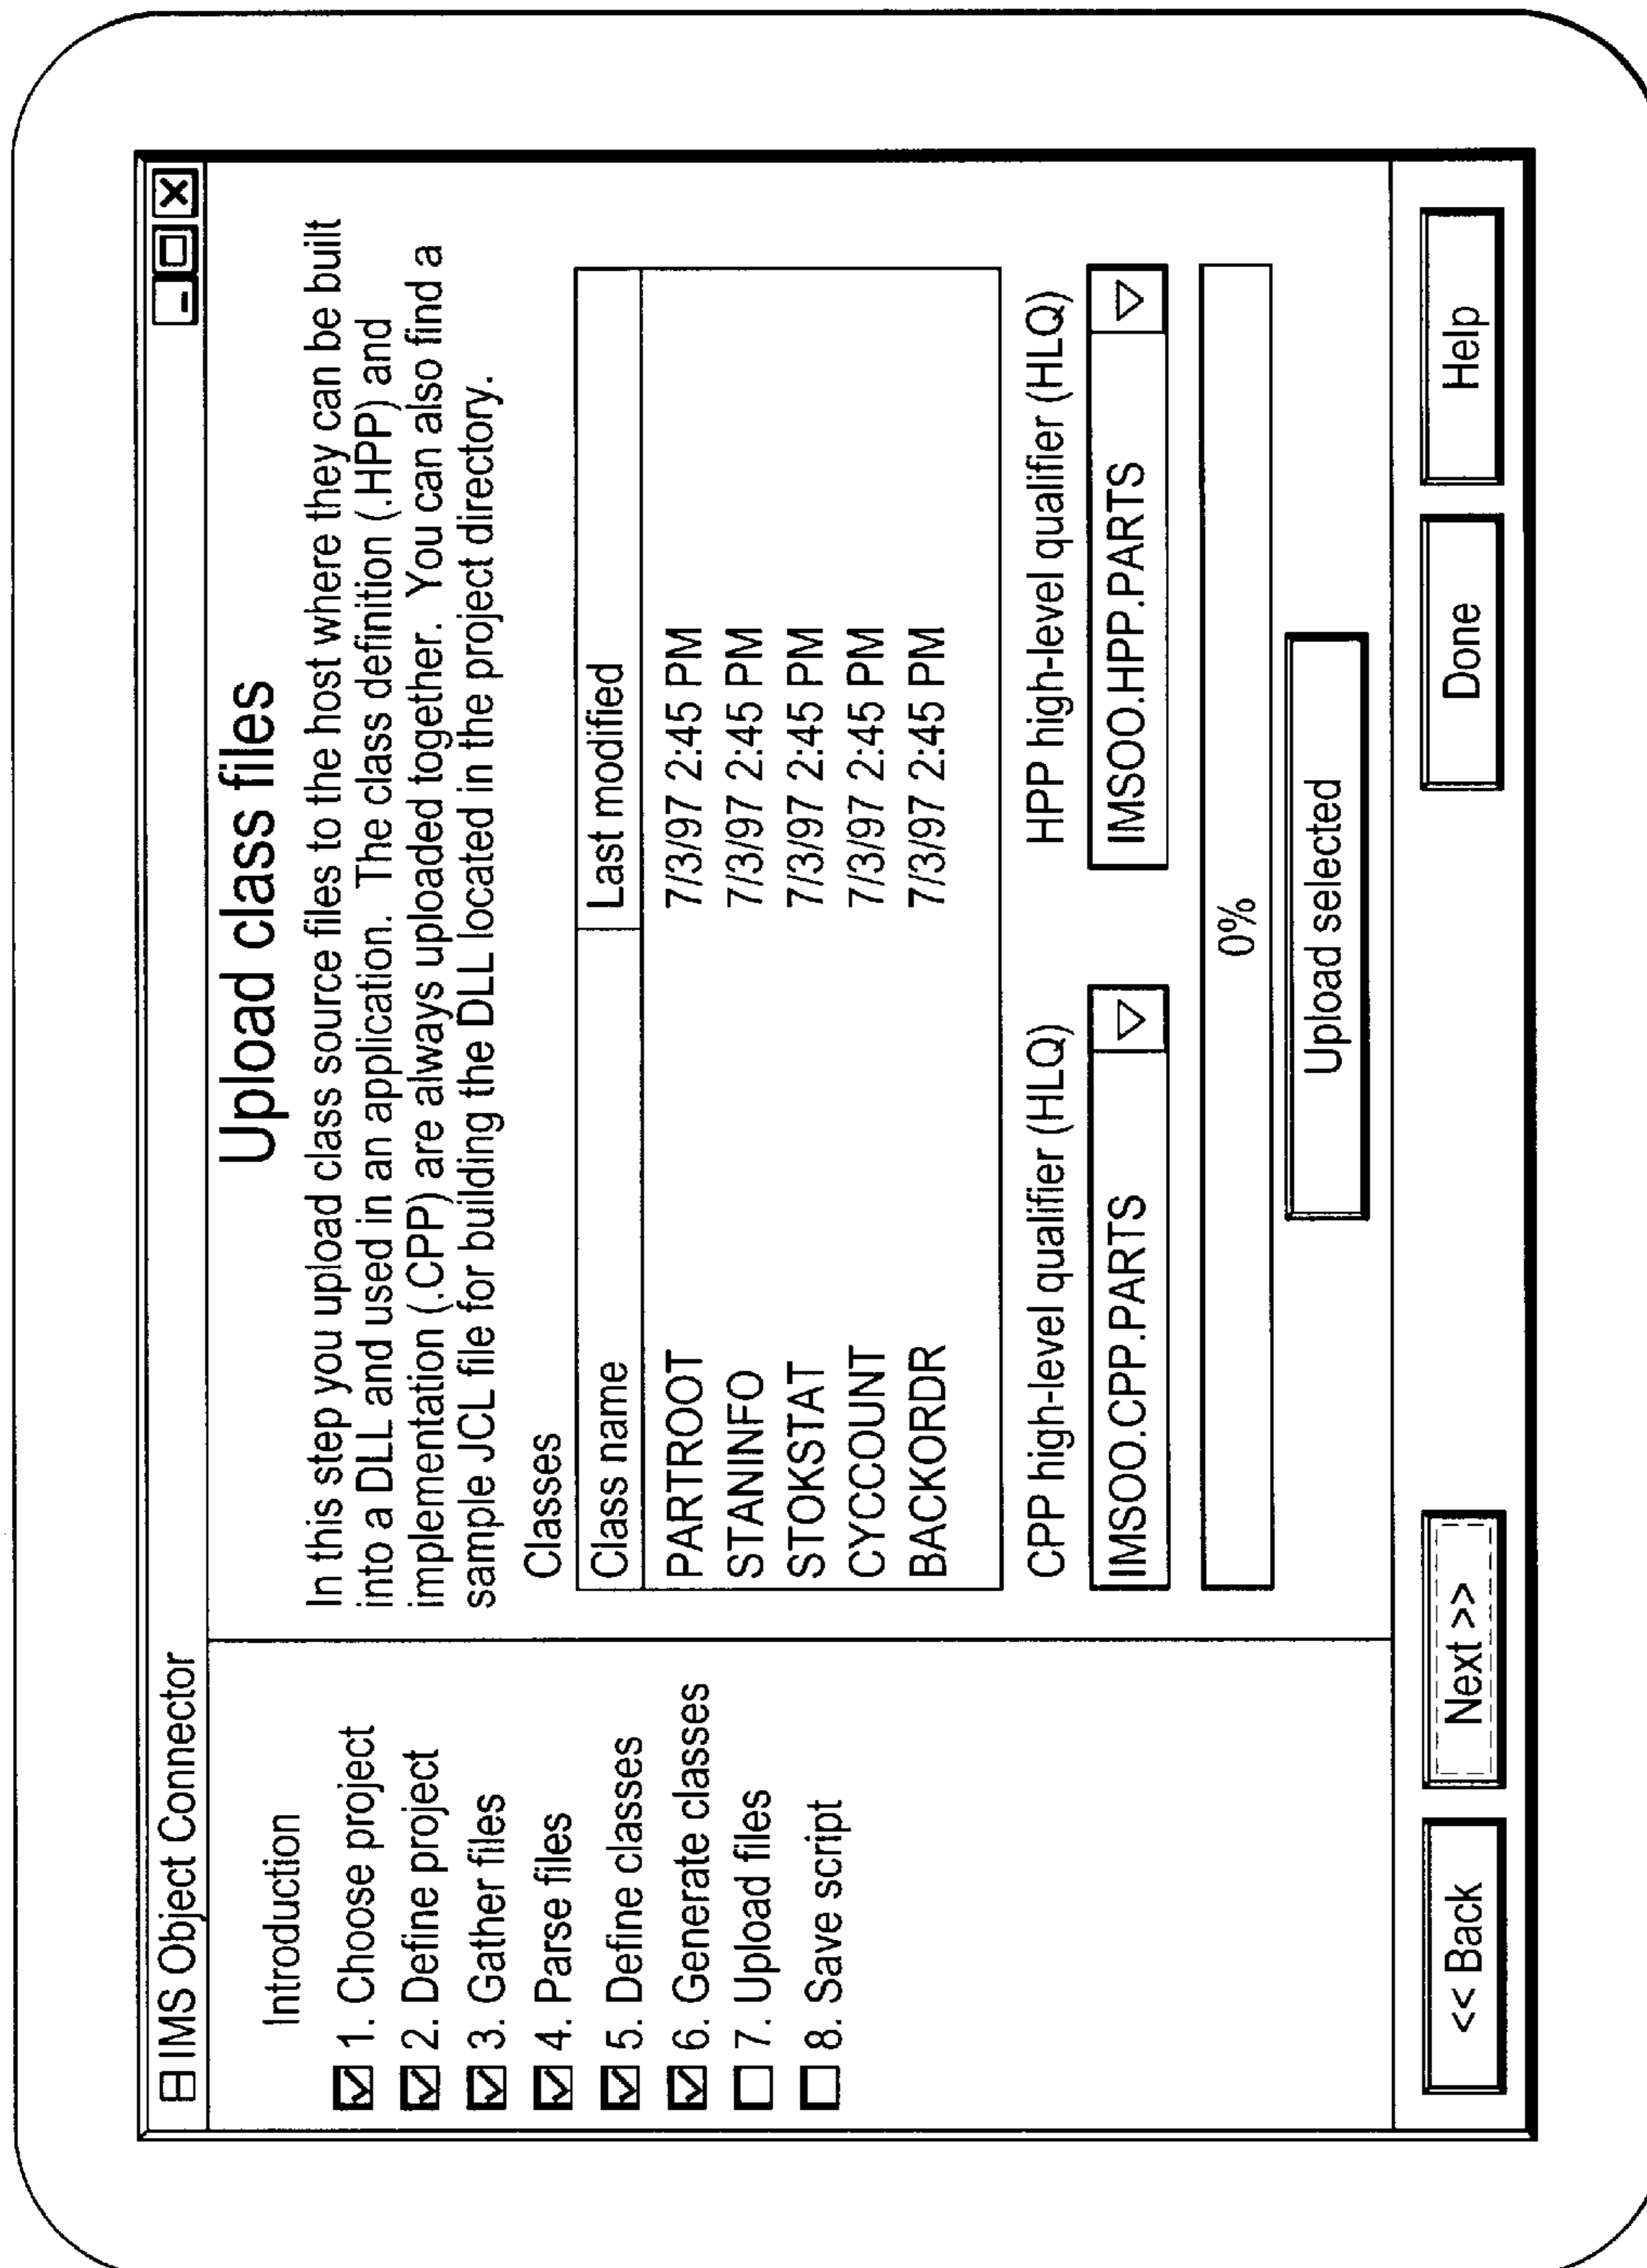 IMS Object Connector
Introduction
1. Choose project
2. Define project
3. Gather files
4. Parse files
5. Define classes
6. Generate classes
7. Upload files
8. Save script
Upload class files
In this step you upload class source files to the host where they can be built
into a DLL and used in an application. The class definition (.HPP) and
implementation (.CPP) are always uploaded together. You can also find a
sample JCL file for building the DLL located in the project directory.
Classes
Class name Last modified
PARTROOT 7/3/97 2:45 PM
STANINFO 7/3/97 2:45 PM
STOKSTAT 7/3/97 2:45 PM
CYCCOUNT 7/3/97 2:45 PM
BACKORDR 7/3/97 2:45 PM
CPP high-level qualifier (HLQ) HPP high-level qualifier (HLQ)
IMSOO.CPP.PARTS IMSOO.HPP.PARTS
0%
Upload selected
<< Back Next >> Done Help